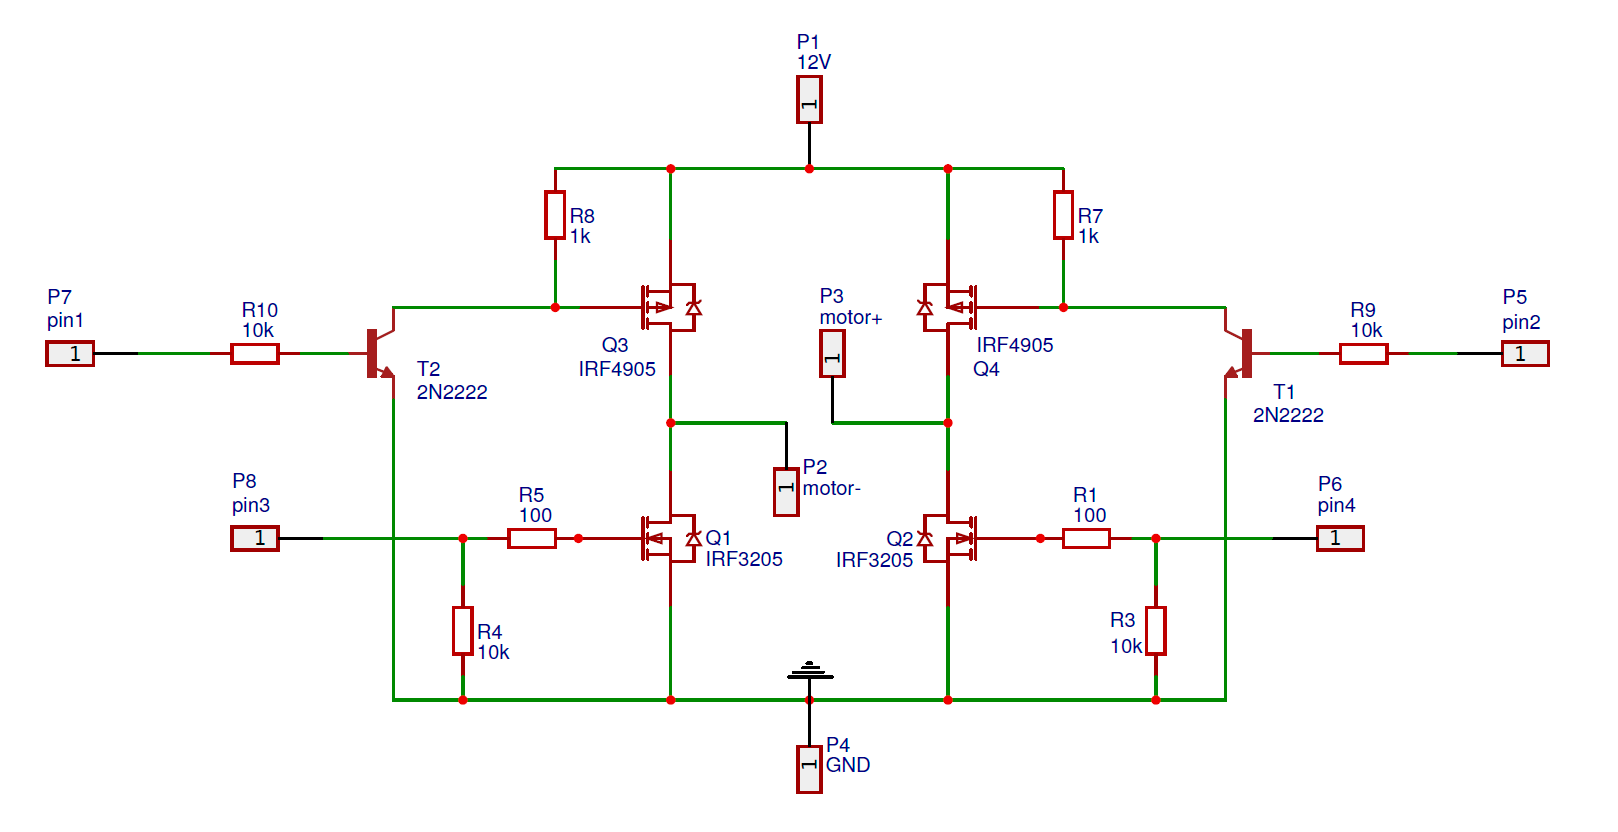 P1
12V
1
R8
1k
R7
1k
P7
pin1
1
R10
10k
P3
motor+
1
R9
10k
P5
pin2
1
Q3
IRF4905
IRF4905
Q4
T2
2N2222
T1
2N2222
P8
pin3
1
R5
100
P2
motor-
1
R1
100
P6
pin4
1
Q1
IRF3205
Q2
IRF3205
R4
10k
R3
10k
P4
GND
1